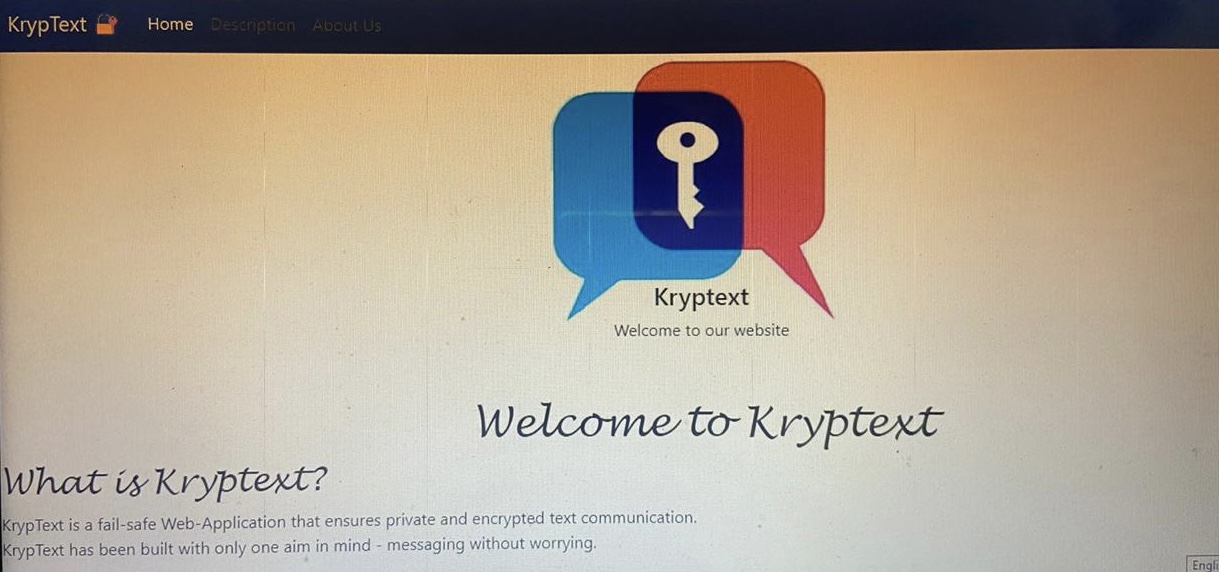 KrypText Home Description About Us
Kryptext
Welcome to our website
Welcome to Kryptext
What is Kryptext?
KrypText is a fail-safe Web-Application that ensures private and encrypted text communication.
KrypText has been built with only one aim in mind - messaging without worrying.
Engli